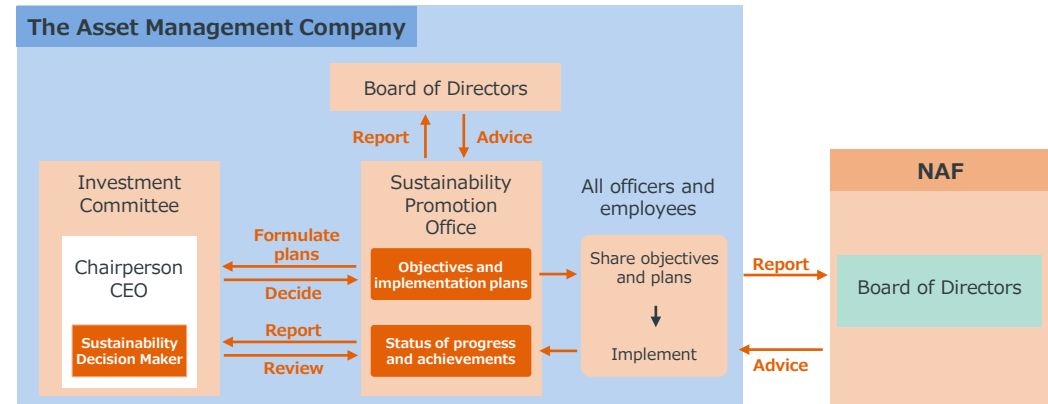 The Asset Management Company
Board of Directors
Report
Advice
Investment
Committee
Chairperson
CEO
Sustainability
Decision Maker
Formulate
plans
Decide
Report
Review
Sustainability
Promotion
Office
Objectives and
implementation plans
Status of progress
and achievements
All officers and
employees
Share objectives
and plans
Implement
Report
Advice
NAF
Board of Directors